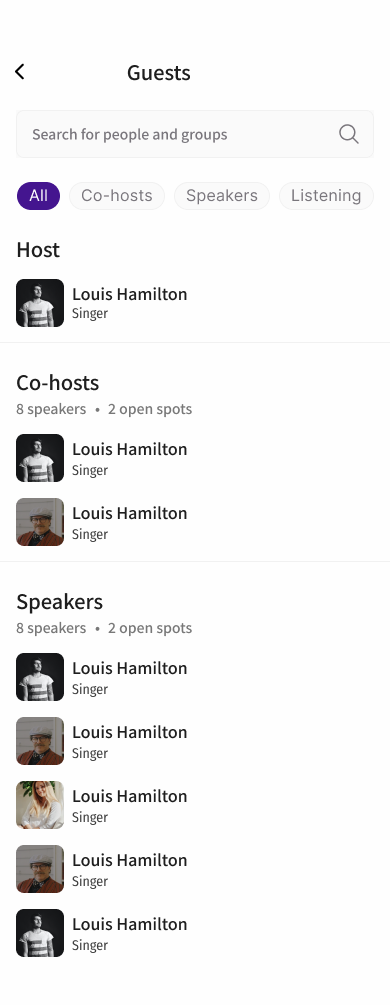 Guests
Search for people and groups
All
Co-hosts
Speakers
Listening
Host
Louis Hamilton
Singer
Co-hosts
8 speakers • 2 open spots
Louis Hamilton
Singer
Louis Hamilton
Singer
Speakers
8 speakers • 2 open spots
Louis Hamilton
Singer
Louis Hamilton
Singer
Louis Hamilton
Singer
Louis Hamilton
Singer
Louis Hamilton
Singer